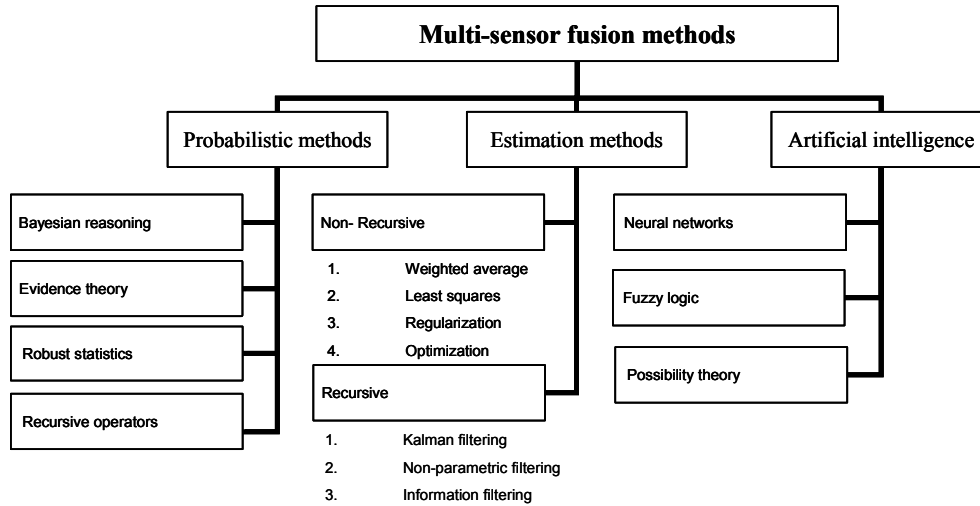 Multi-sensor fusion methods
Probabilistic methods
Bayesian reasoning
Evidence theory
Robust statistics
Recursive operators
Estimation methods
Non- Recursive
1. Weighted average
2. Least squares
3. Regularization
4. Optimization
Recursive
1. Kalman filtering
2. Non-parametric filtering
3. Information filtering
Artificial intelligence
Neural networks
Fuzzy logic
Possibility theory